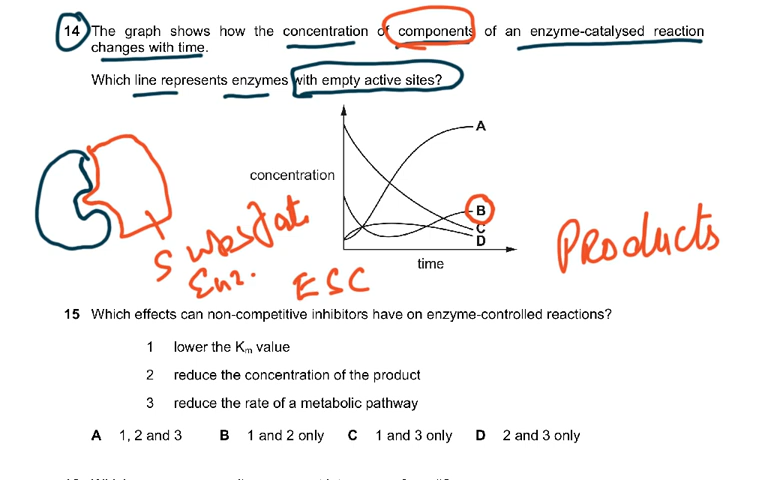 14 The graph shows how the concentration of components of an enzyme-catalysed reaction
changes with time.
Which line represents enzymes with empty active sites?
A
concentration
B
C
D
time
Products
Enz. ESC
15 Which effects can non-competitive inhibitors have on enzyme-controlled reactions?
1 lower the Km value
2 reduce the concentration of the product
3 reduce the rate of a metabolic pathway
A 1, 2 and 3 B 1 and 2 only C 1 and 3 only D 2 and 3 only